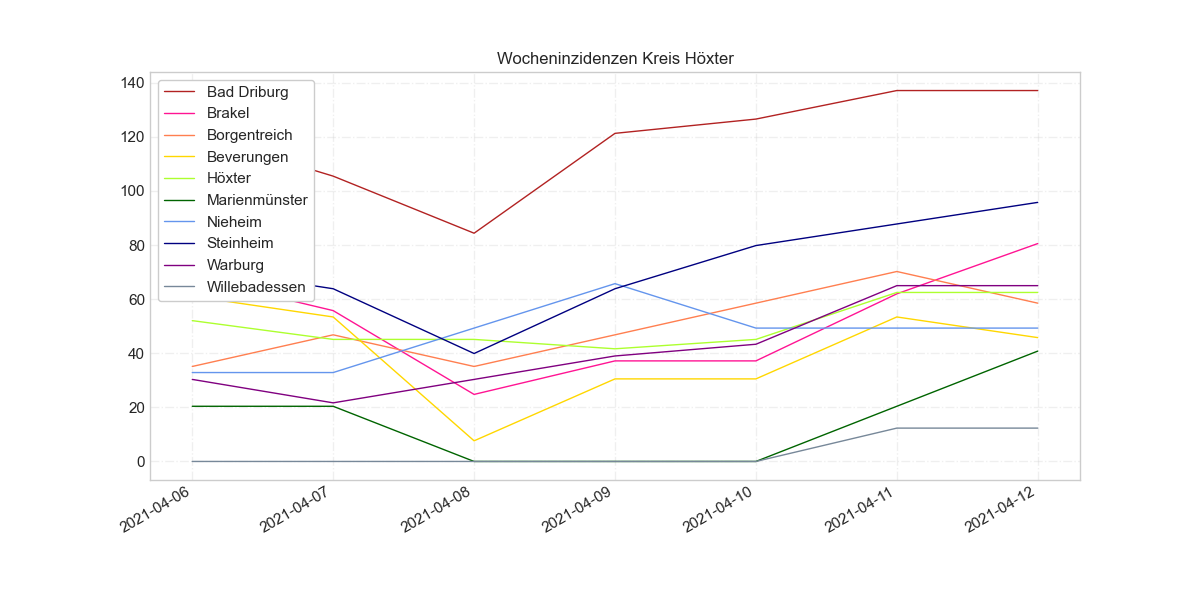 Wocheninzidenzen Kreis Höxter
140
120
100
80
60
40
20
0
Bad Driburg
Brakel
Borgentreich
Beverungen
Höxter
Marienmünster
Nieheim
Steinheim
Warburg
Willebadessen
2021-04-06
2021-04-07
2021-04-08
2021-04-09
2021-04-10
2021-04-11
2021-04-12